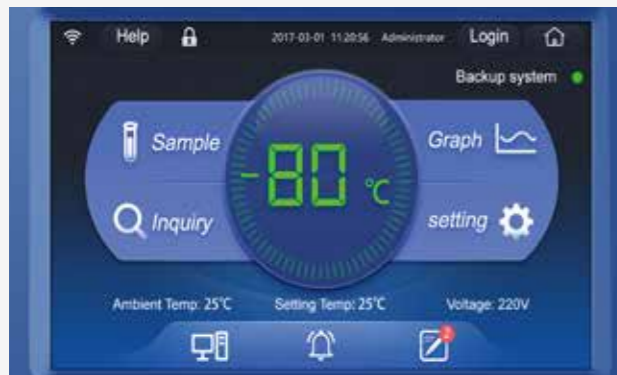 Help 2017-03-01 11:20:56 Administrator Login
Backup system
Sample
Graph
-80 °C
Inquiry
setting
Ambient Temp: 25°C Setting Temp: 25°C Voltage: 220V
2